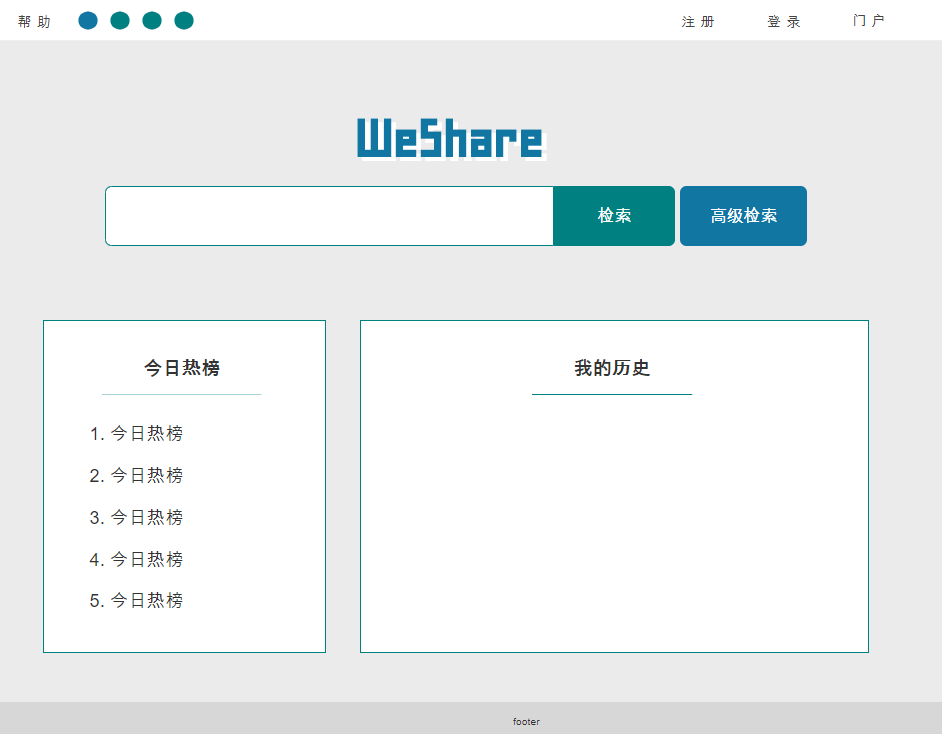 帮 助 注 册 登 录 门 户
WeShare
检索 高级检索
今日热榜
1. 今日热榜
2. 今日热榜
3. 今日热榜
4. 今日热榜
5. 今日热榜
我的历史
footer